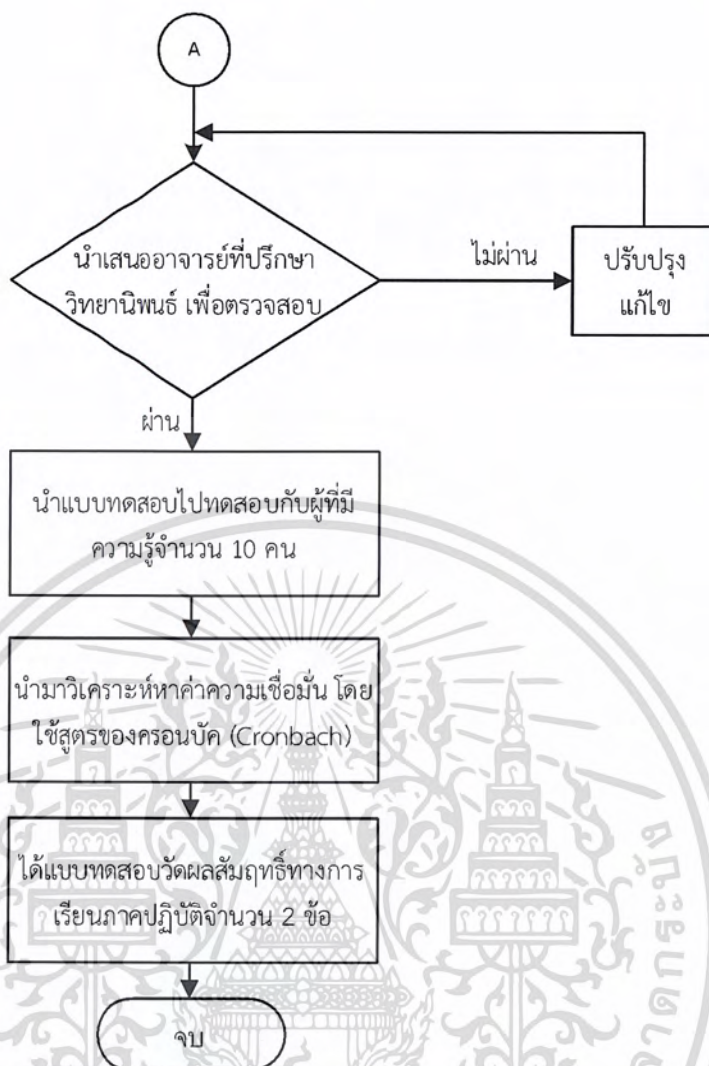 A
นำเสนออาจารย์ที่ปรึกษา
วิทยานิพนธ์ เพื่อตรวจสอบ
ไม่ผ่าน
ปรับปรุง
แก้ไข
ผ่าน
นำแบบทดสอบไปทดสอบกับผู้ที่มี
ความรู้จำนวน 10 คน
นำมาวิเคราะห์หาค่าความเชื่อมั่น โดย
ใช้สูตรของครอนบัค (Cronbach)
ได้แบบทดสอบวัดผลสัมฤทธิ์ทางการ
เรียนภาคปฏิบัติจำนวน 2 ข้อ
จบ
าดกระบัง